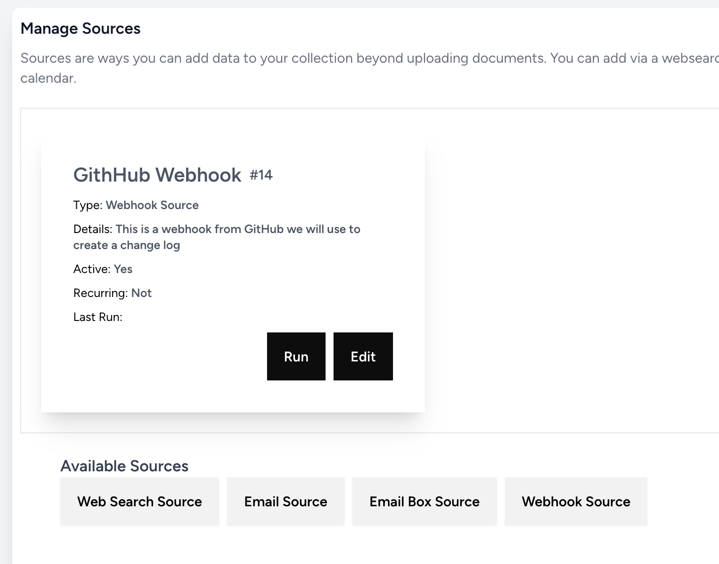 Manage Sources
Sources are ways you can add data to your collection beyond uploading documents. You can add via a websearc
calendar.
GithHub Webhook #14
Type: Webhook Source
Details: This is a webhook from GitHub we will use to
create a change log
Active: Yes
Recurring: Not
Last Run:
Run Edit
Available Sources
Web Search Source Email Source Email Box Source Webhook Source